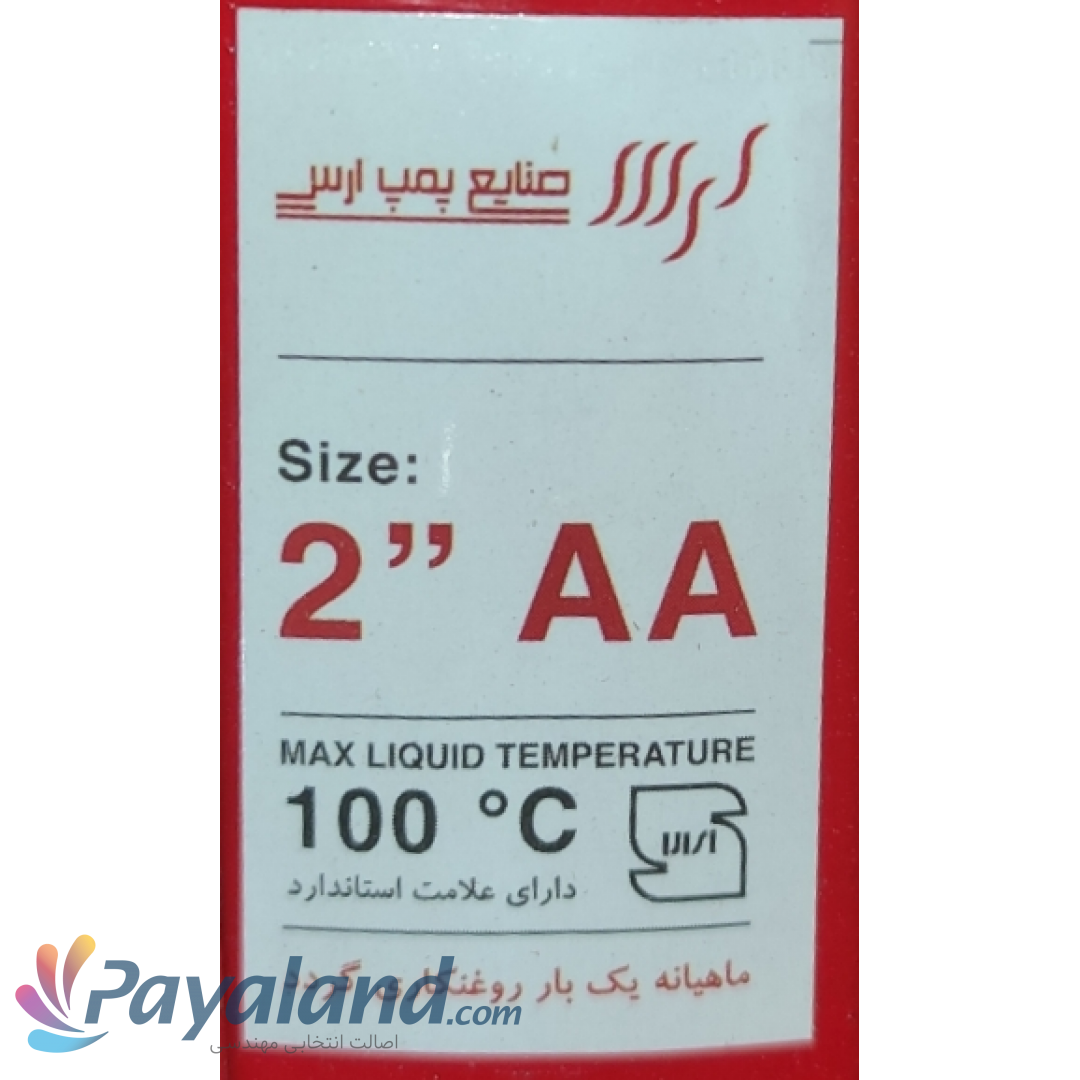 صنایع پمپ ارس
Size:
2” AA
MAX LIQUID TEMPERATURE
100 °C
دارای علامت استاندارد
ماهیانه یک بار روغنکاری گردد
Payaland.com
اصالت انتخابی مهندسی